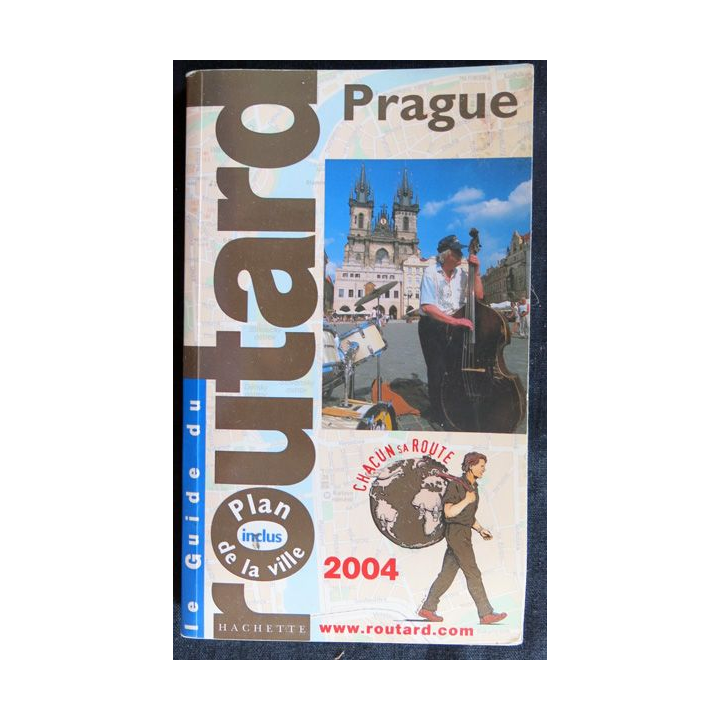 Prague
le Guide du
routard
CHACUN SA ROUTE
Plan
inclus
de la ville
2004
HACHETTE
www.routard.com